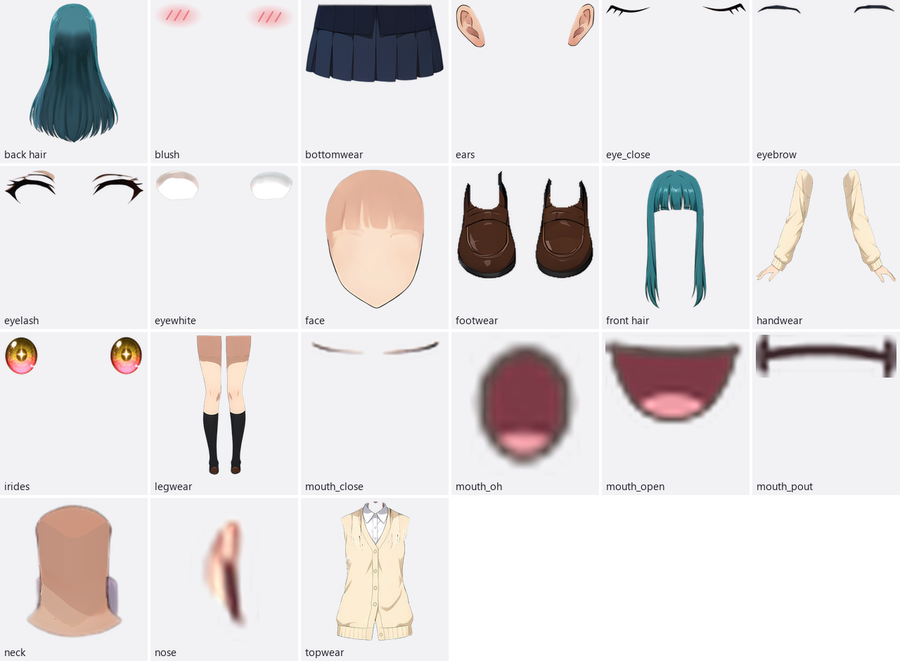 back hair
blush
bottomwear
ears
eye_close
eyebrow
eyelash
eyewhite
face
footwear
front hair
handwear
irides
legwear
mouth_close
mouth_oh
mouth_open
mouth_pout
neck
nose
topwear